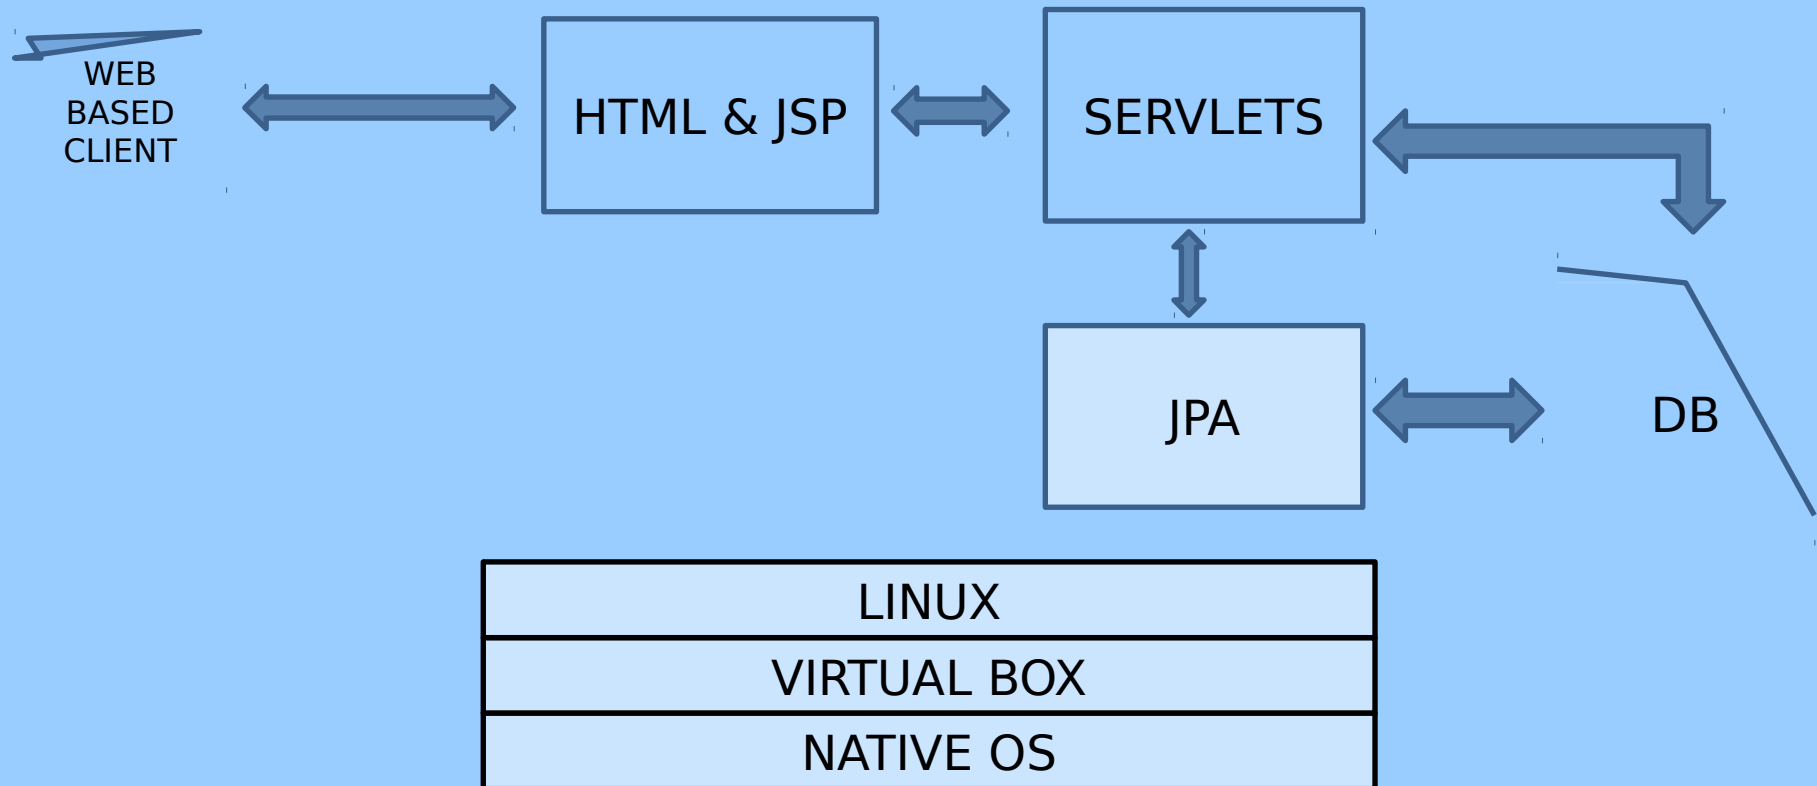 WEB
BASED
CLIENT
HTML & JSP
SERVLETS
JPA
DB
LINUX
VIRTUAL BOX
NATIVE OS